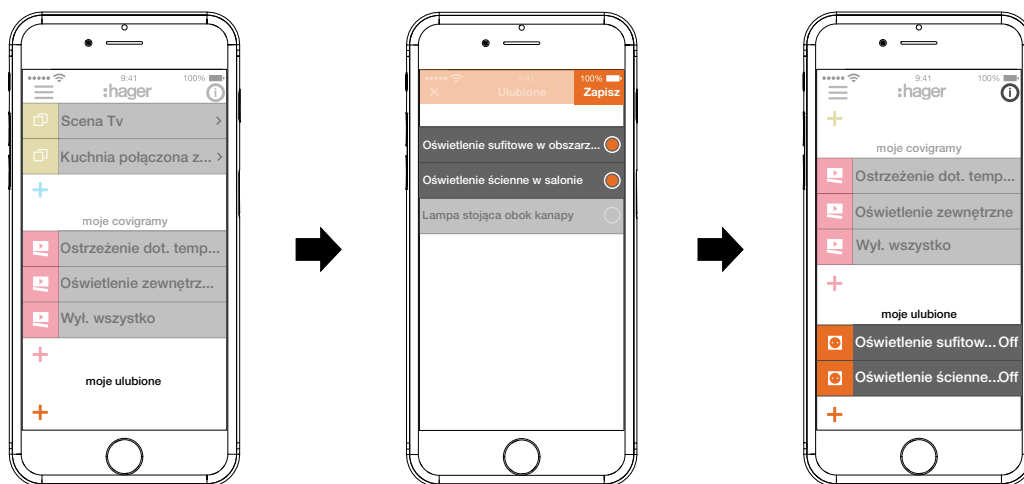 9:41 100%
:hager
Scena Tv
Kuchnia połączona z...
moje covigramy
Ostrzeżenie dot. temp...
Oświetlenie zewnętrz...
Wył. wszystko
moje ulubione
9:41 100%
Ulubione Zapisz
Oświetlenie sufitowe w obszarz...
Oświetlenie ścienne w salonie
Lampa stojąca obok kanapy
9:41 100%
:hager
moje covigramy
Ostrzeżenie dot. temp...
Oświetlenie zewnętrzne
Wył. wszystko
moje ulubione
Oświetlenie sufitow... Off
Oświetlenie ścienne... Off